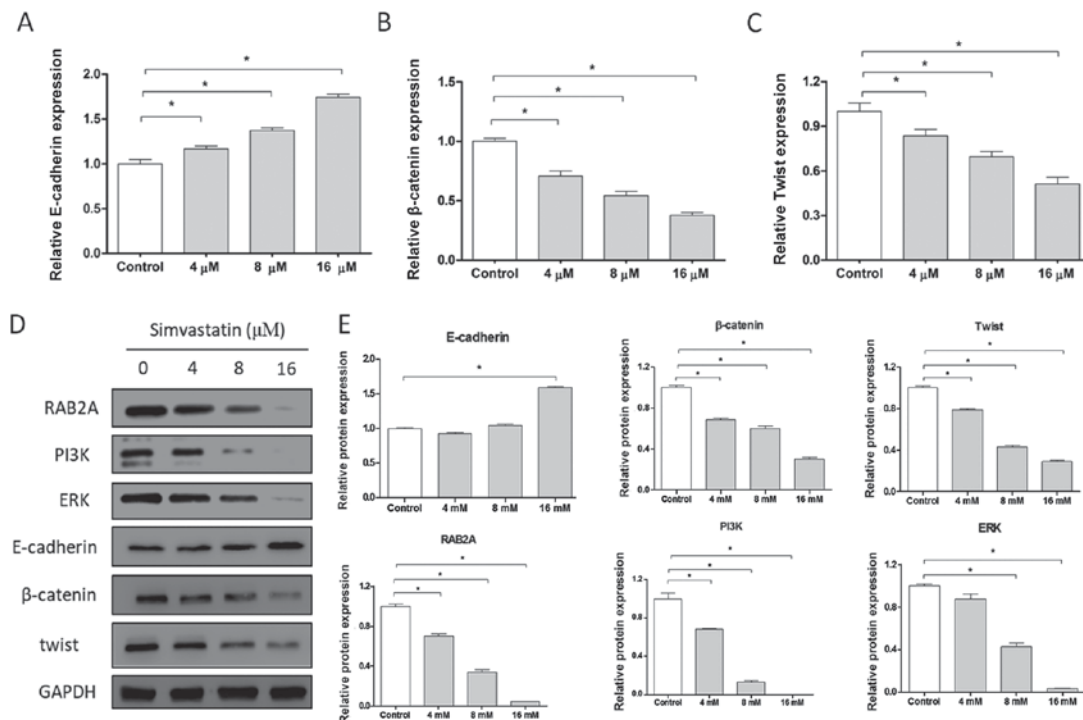 A
Relative E-cadherin expression
2.0
1.5
1.0
0.5
0.0
* * *
Control 4 μM 8 μM 16 μM
B
Relative β-catenin expression
1.5
1.0
0.5
0.0
* * *
Control 4 μM 8 μM 16 μM
C
Relative Twist expression
1.2
0.9
0.6
0.3
0.0
* * *
Control 4 μM 8 μM 16 μM
D
Simvastatin (μM)
0 4 8 16
RAB2A
PI3K
ERK
E-cadherin
β-catenin
twist
GAPDH
E
E-cadherin
Relative protein expression
2.0
1.5
1.0
0.5
0.0
*
Control 4 mM 8 mM 16 mM
β-catenin
Relative protein expression
1.2
0.8
0.4
0.0
* * *
Control 4 mM 8 mM 16 mM
Twist
Relative protein expression
1.2
0.8
0.4
0.0
* * *
Control 4 mM 8 mM 16 mM
RAB2A
Relative protein expression
1.2
0.8
0.4
0.0
* * *
Control 4 mM 8 mM 16 mM
PI3K
Relative protein expression
1.5
1.0
0.5
0.0
* * *
Control 4 mM 8 mM 16 mM
ERK
Relative protein expression
1.2
0.8
0.4
0.0
* *
Control 4 mM 8 mM 16 mM